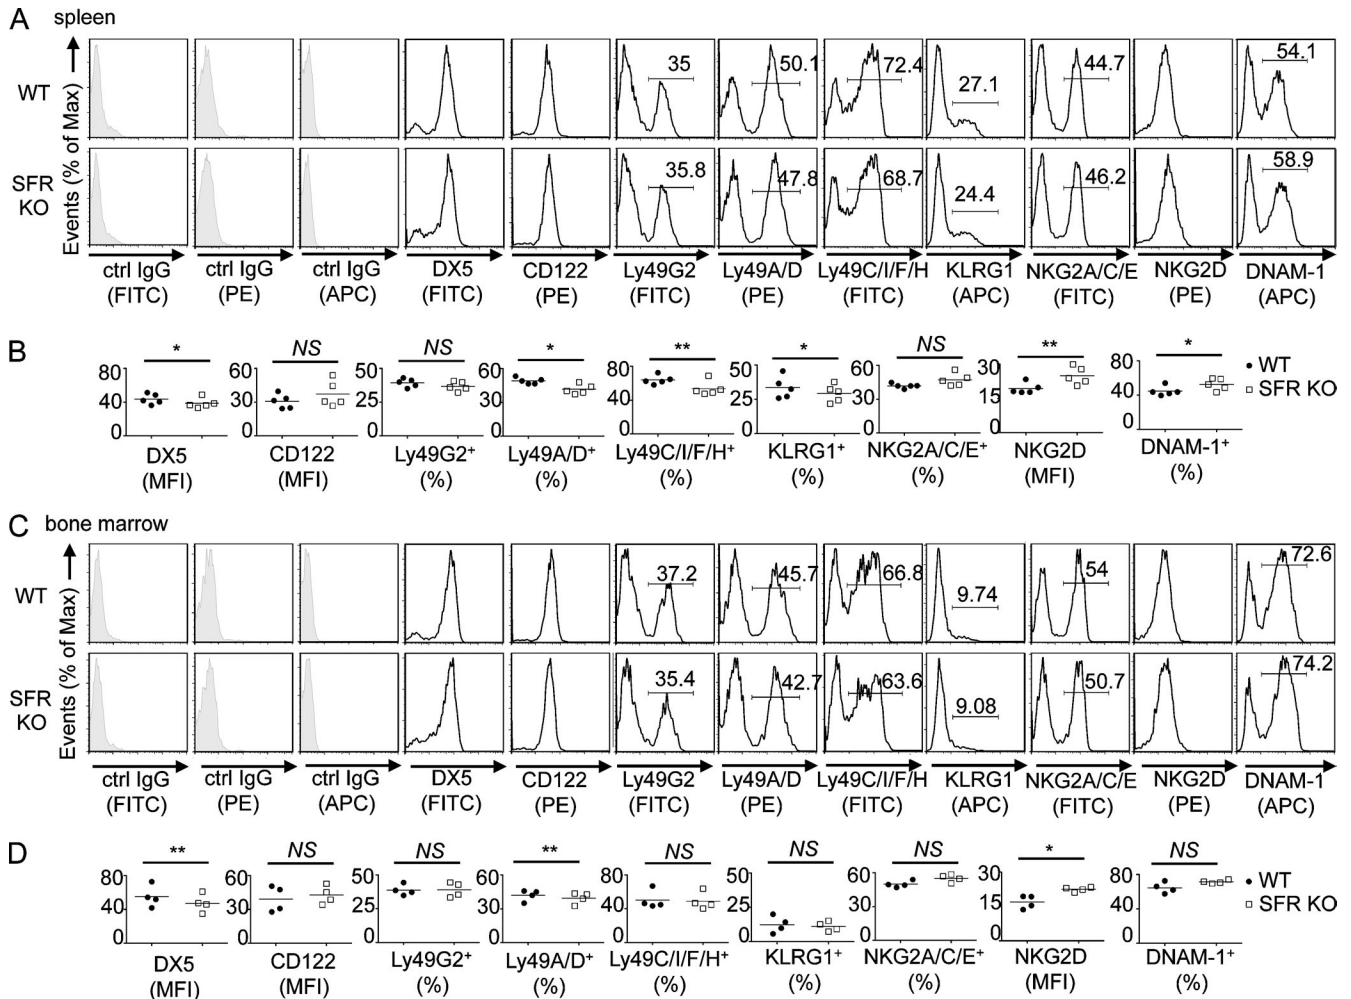 A spleen
Events (% of Max)
WT
35 50.1 72.4 27.1 44.7 54.1
SFR
KO
35.8 47.8 68.7 24.4 46.2 58.9
ctrl IgG ctrl IgG ctrl IgG DX5 CD122 Ly49G2 Ly49A/D Ly49C/I/F/H KLRG1 NKG2A/C/E NKG2D DNAM-1
(FITC) (PE) (APC) (FITC) (PE) (FITC) (PE) (FITC) (APC) (FITC) (PE) (APC)
B
* NS NS * ** * NS ** *
80 60 50 60 80 50 60 30 80
40 30 25 30 40 25 30 15 40
0 0 0 0 0 0 0 0 0
WT
SFR KO
DX5 CD122 Ly49G2⁺ Ly49A/D⁺ Ly49C/I/F/H⁺ KLRG1⁺ NKG2A/C/E⁺ NKG2D DNAM-1⁺
(MFI) (MFI) (%) (%) (%) (%) (%) (MFI) (%)
C bone marrow
Events (% of Max)
WT
37.2 45.7 66.8 9.74 54 72.6
SFR
KO
35.4 42.7 63.6 9.08 50.7 74.2
ctrl IgG ctrl IgG ctrl IgG DX5 CD122 Ly49G2 Ly49A/D Ly49C/I/F/H KLRG1 NKG2A/C/E NKG2D DNAM-1
(FITC) (PE) (APC) (FITC) (PE) (FITC) (PE) (FITC) (APC) (FITC) (PE) (APC)
D
** NS NS ** NS NS NS * NS
80 60 50 60 80 50 60 30 80
40 30 25 30 40 25 30 15 40
0 0 0 0 0 0 0 0 0
WT
SFR KO
DX5 CD122 Ly49G2⁺ Ly49A/D⁺ Ly49C/I/F/H⁺ KLRG1⁺ NKG2A/C/E⁺ NKG2D DNAM-1⁺
(MFI) (MFI) (%) (%) (%) (%) (%) (MFI) (%)